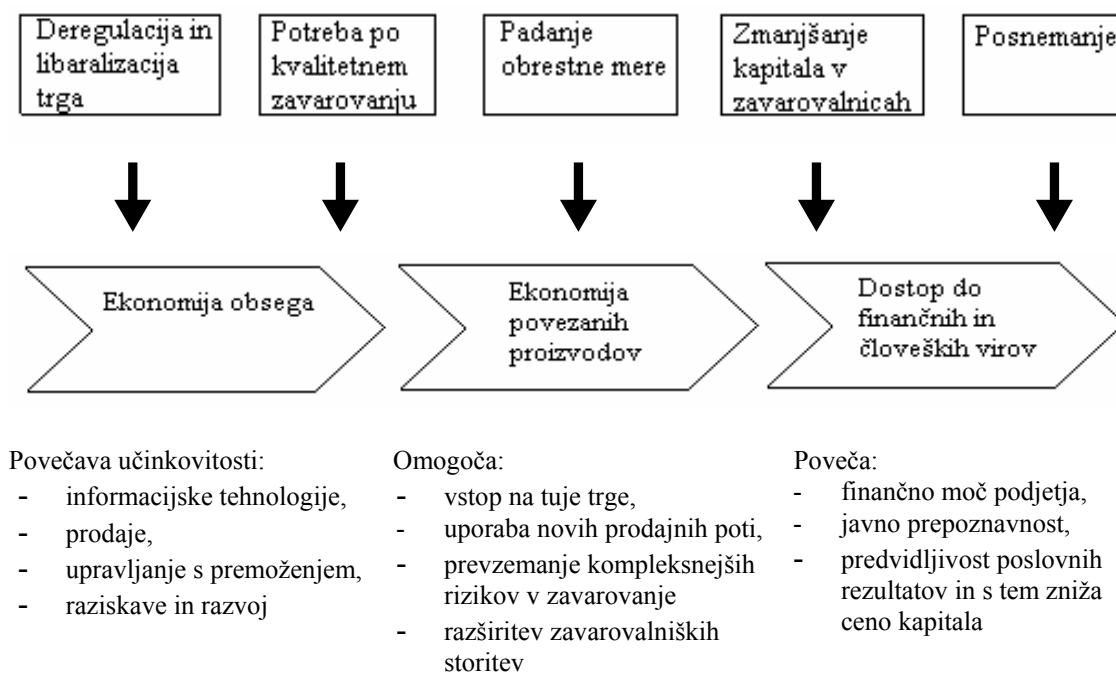 Deregulacija in
libaralizacija
trga
Potreba po
kvalitetnem
zavarovanju
Padanje
obrestne mere
Zmanjšanje
kapitala v
zavarovalnicah
Posnemanje
Ekonomija obsega
Ekonomija
povezanih
proizvodov
Dostop do
finančnih in
človeških virov
Povečava učinkovitosti:
- informacijske tehnologije,
- prodaje,
- upravljanje s premoženjem,
- raziskave in razvoj
Omogoča:
- vstop na tuje trge,
- uporaba novih prodajnih poti,
- prevzemanje kompleksnejših
rizikov v zavarovanje
- razširitev zavarovalniških
storitev
Poveča:
- finančno moč podjetja,
- javno prepoznavnost,
- predvidljivost poslovnih
rezultatov in s tem zniža
ceno kapitala